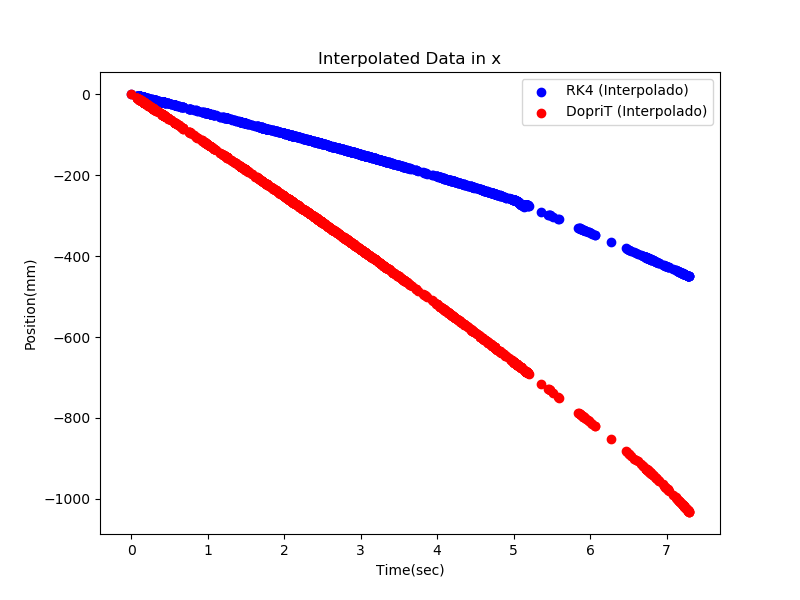 Interpolated Data in x
RK4 (Interpolado)
DopriT (Interpolado)
0
−200
−400
−600
−800
−1000
Position(mm)
0 1 2 3 4 5 6 7
Time(sec)